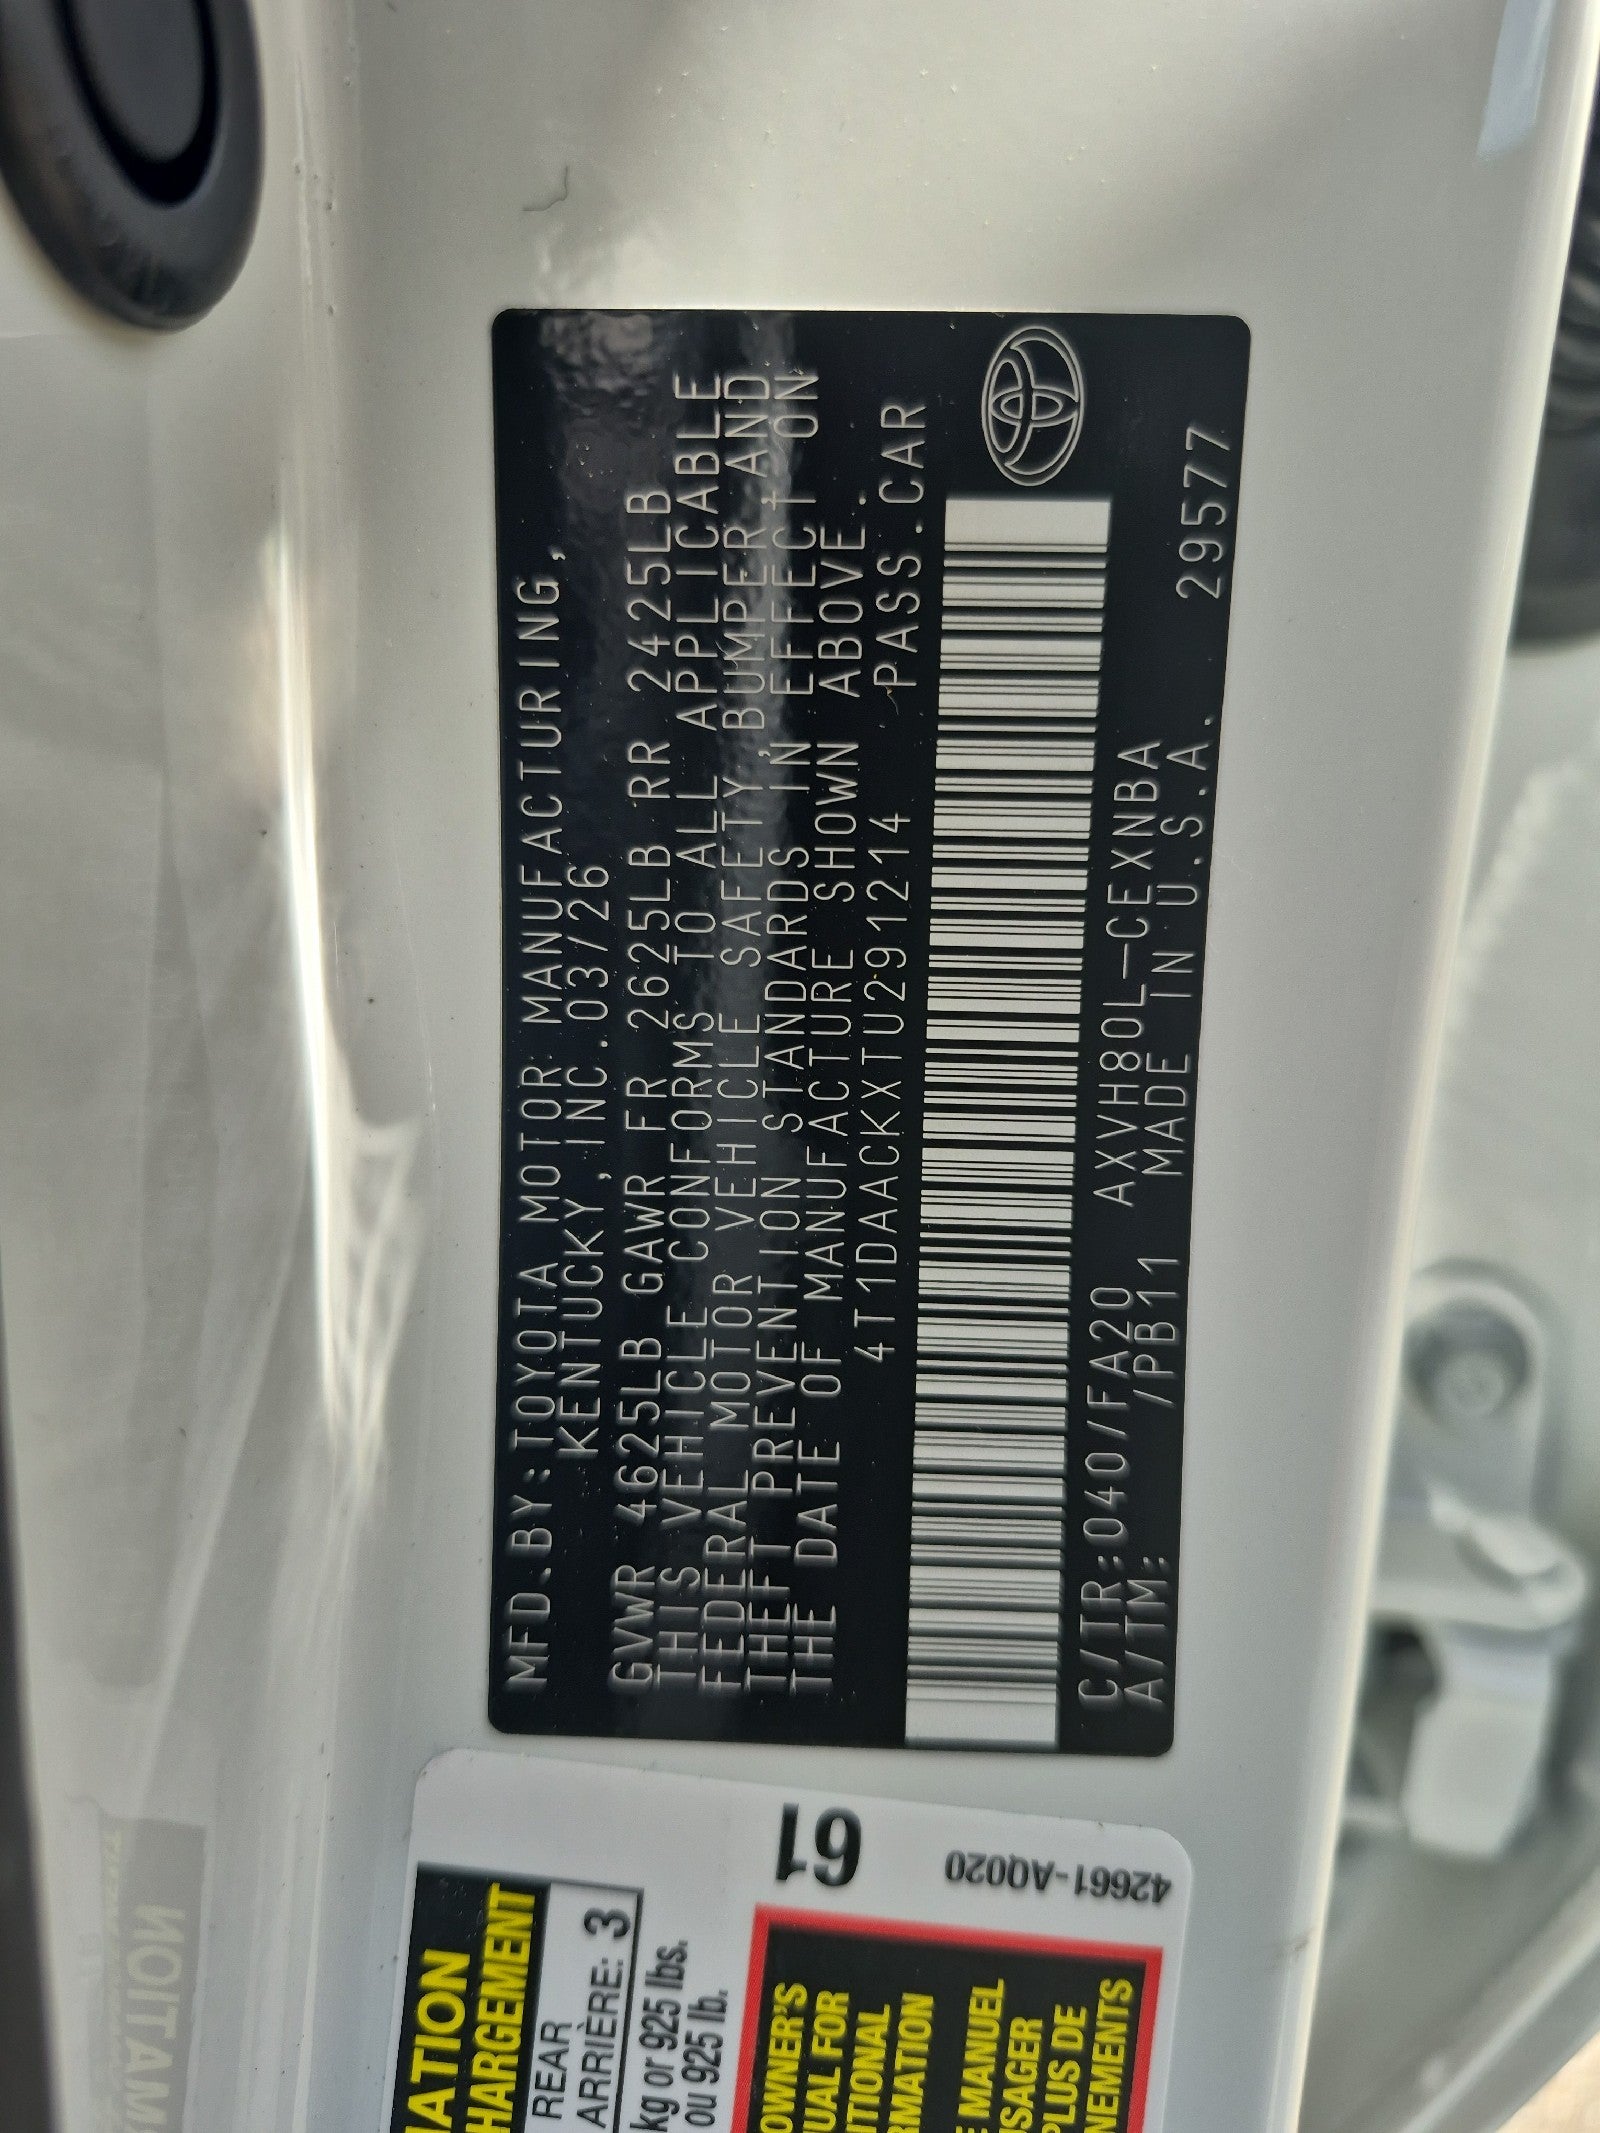 MFD.BY:TOYOTA MOTOR MANUFACTURING,
KENTUCKY,INC.03/26
GVWR 4625LB GAWR FR 2625LB RR 2425LB
THIS VEHICLE CONFORMS TO ALL APPLICABLE
FEDERAL MOTOR VEHICLE SAFETY,BUMPER,AND
THEFT PREVENTION STANDARDS IN EFFECT ON
THE DATE OF MANUFACTURE SHOWN ABOVE.
4T1DAACKXTU291214 PASS.CAR
C/TR:040/FA20 AXVH80L-CEXNBA
A/TM: /PB11 MADE IN U.S.A. 29577
MATION
HARGEMENT
REAR
ARRIÈRE: 3
kg or 925 lbs.
ou 925 lb.
61
OWNER'S
UAL FOR
ITIONAL
RMATION
E MANUEL
USAGER
PLUS DE
NEMENTS
42661-AQ020